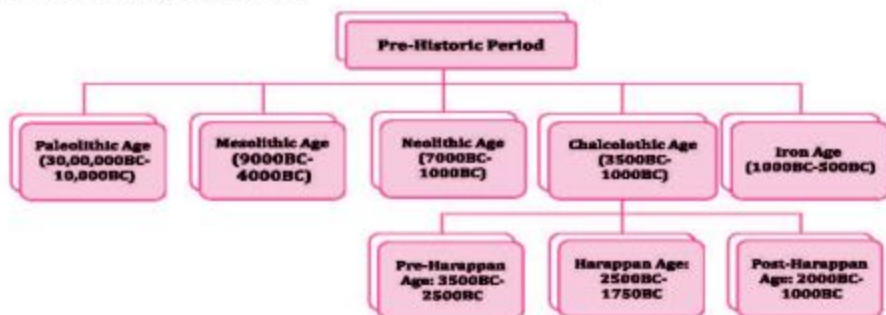 Pre-Historic Period
Paleolithic Age
(30,00,000BC-
10,000BC)
Mesolithic Age
(9000BC-
4000BC)
Neolithic Age
(7000BC-
1000BC)
Chalcolothic Age
(3500BC-
1000BC)
Iron Age
(1000BC-500BC)
Pre-Harappan
Age: 3500BC-
2500BC
Harappan Age:
2500BC-
1750BC
Post-Harappan
Age: 2000BC-
1000BC